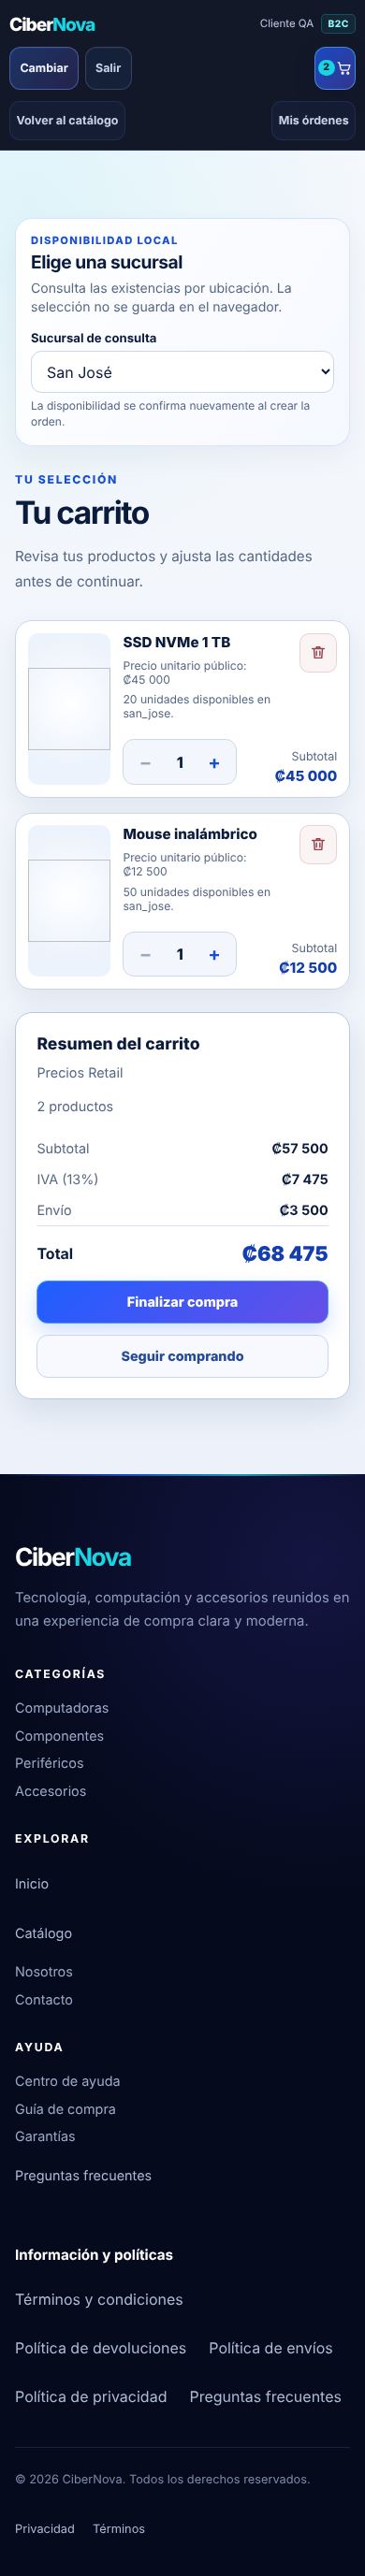 CiberNova
Cliente QA B2C
Cambiar Salir 2
Volver al catálogo Mis órdenes
DISPONIBILIDAD LOCAL
Elige una sucursal
Consulta las existencias por ubicación. La
selección no se guarda en el navegador.
Sucursal de consulta
San José
La disponibilidad se confirma nuevamente al crear la
orden.
TU SELECCIÓN
Tu carrito
Revisa tus productos y ajusta las cantidades
antes de continuar.
SSD NVMe 1 TB
Precio unitario público:
₡45 000
20 unidades disponibles en
san_jose.
− 1 +
Subtotal
₡45 000
Mouse inalámbrico
Precio unitario público:
₡12 500
50 unidades disponibles en
san_jose.
− 1 +
Subtotal
₡12 500
Resumen del carrito
Precios Retail
2 productos
Subtotal ₡57 500
IVA (13%) ₡7 475
Envío ₡3 500
Total ₡68 475
Finalizar compra
Seguir comprando
CiberNova
Tecnología, computación y accesorios reunidos en
una experiencia de compra clara y moderna.
CATEGORÍAS
Computadoras
Componentes
Periféricos
Accesorios
EXPLORAR
Inicio
Catálogo
Nosotros
Contacto
AYUDA
Centro de ayuda
Guía de compra
Garantías
Preguntas frecuentes
Información y políticas
Términos y condiciones
Política de devoluciones Política de envíos
Política de privacidad Preguntas frecuentes
© 2026 CiberNova. Todos los derechos reservados.
Privacidad Términos